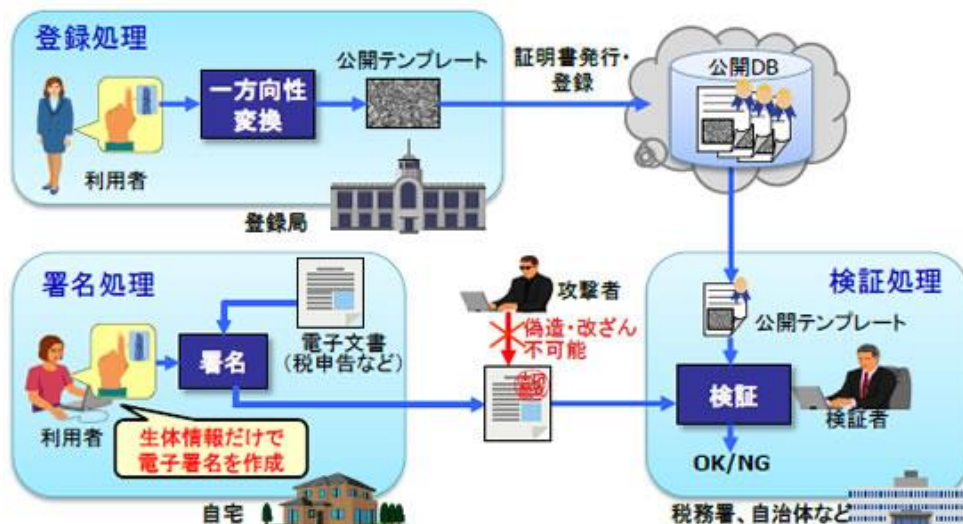 登録処理
利用者
一方向性
変換
公開テンプレート
登録局
証明書発行・
登録
公開DB
署名処理
利用者
署名
電子文書
(税申告など)
生体情報だけで
電子署名を作成
自宅
攻撃者
偽造・改ざん
不可能
検証処理
公開テンプレート
検証
検証者
OK/NG
税務署、自治体など